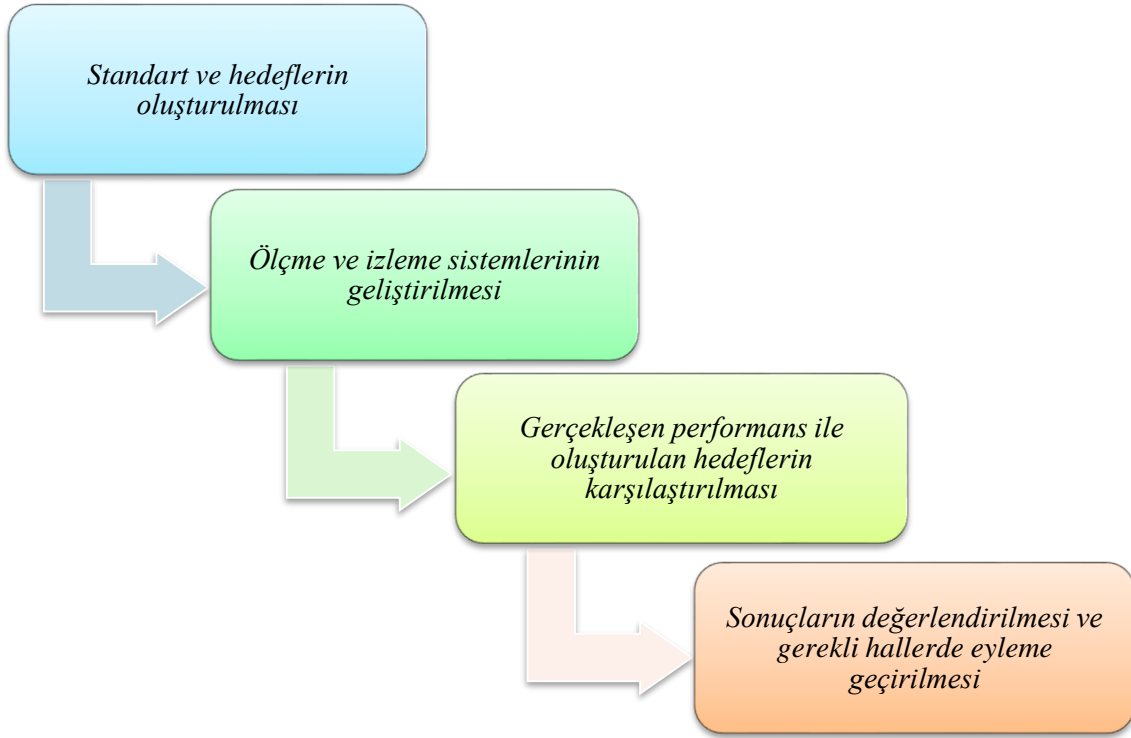 Standart ve hedeflerin
oluşturulması
Ölçme ve izleme sistemlerinin
geliştirilmesi
Gerçekleşen performans ile
oluşturulan hedeflerin
karşılaştırılması
Sonuçların değerlendirilmesi ve
gerekli hallerde eyleme
geçirilmesi